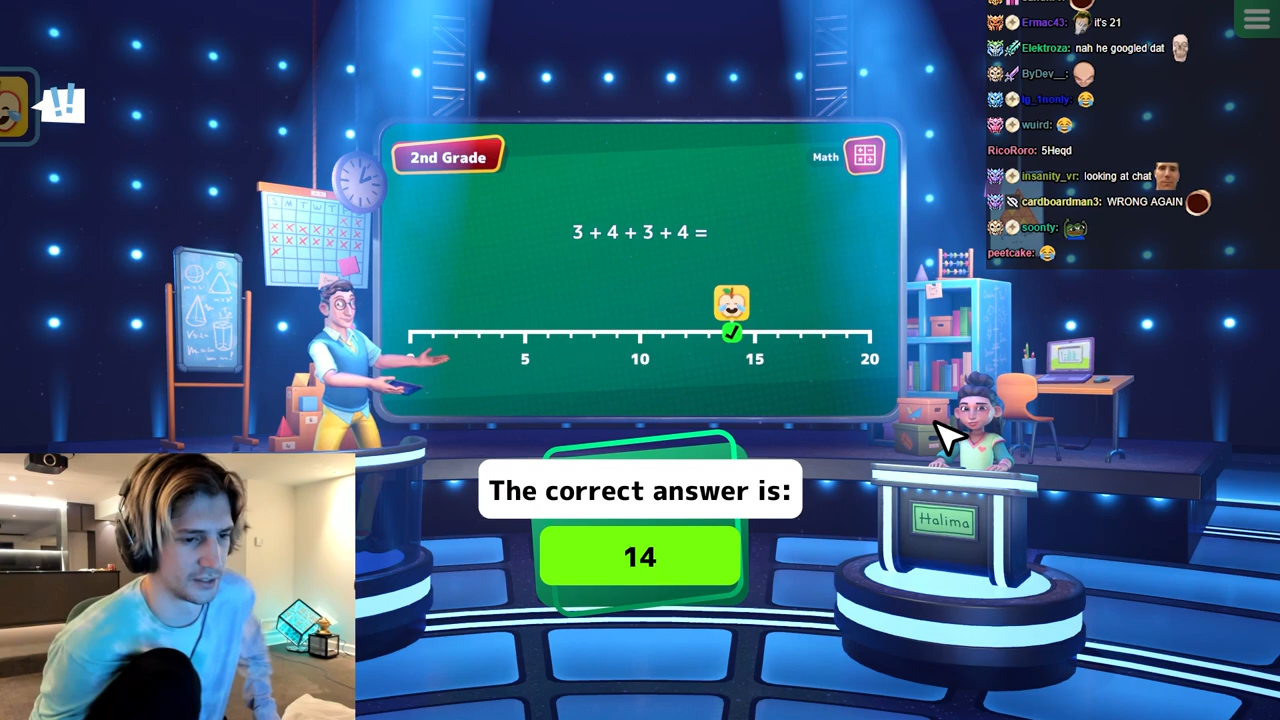 Ermac43: it's 21
Elektroza: nah he googled dat
ByDev__:
lg_1nonly:
wuird:
RicoRoro: 5Heqd
insanity_vr: looking at chat
cardboardman3: WRONG AGAIN
soonty:
peetcake:
!!
2nd Grade
Math
3 + 4 + 3 + 4 =
5 10 15 20
S M T W T F S
Halima
The correct answer is:
14